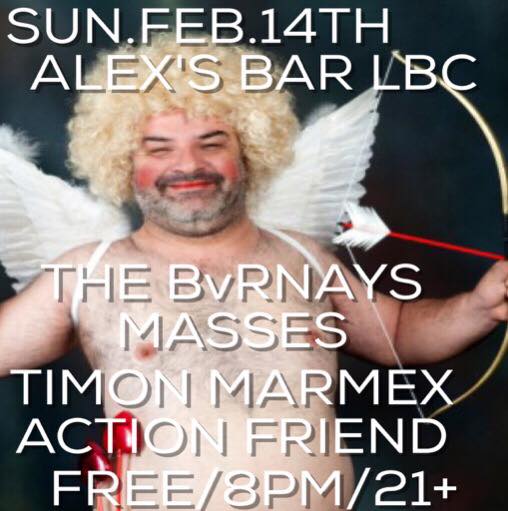 SUN.FEB.14TH
ALEX'S BAR LBC
THE BvRNAYS
MASSES
TIMON MARMEX
ACTION FRIEND
FREE/8PM/21+